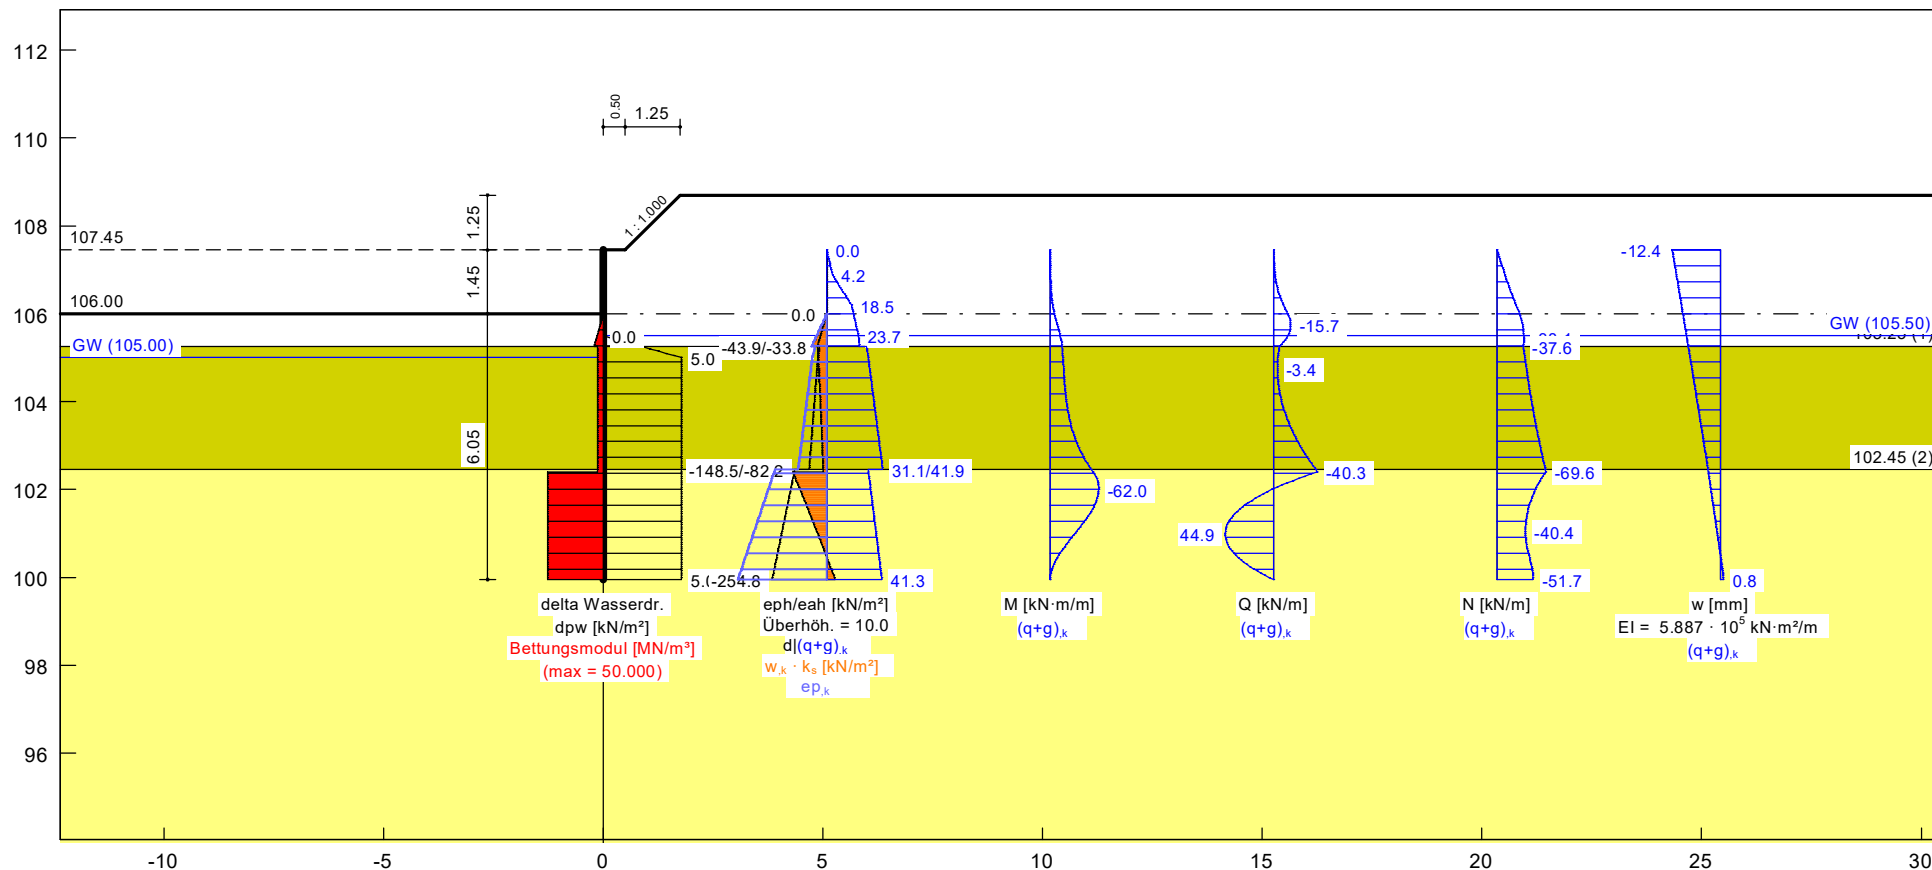 112
110
108
106
104
102
100
98
96
0.50
1.25
1.25
1.45
6.05
1 : 1.000
107.45
106.00
GW (105.00)
GW (105.50)
102.45 (2)
0.0
5.0
-43.9/-33.8
-148.5/-82.2
-254.8
0.0
0.0
4.2
18.5
23.7
31.1/41.9
41.3
-62.0
-15.7
-3.4
-40.3
44.9
-37.6
-69.6
-40.4
-51.7
-12.4
0.8
delta Wasserdr.
dpw [kN/m²]
Bettungsmodul [MN/m³]
(max = 50.000)
eph/eah [kN/m²]
Überhöh. = 10.0
d|(q+g),k
w,k · ks [kN/m²]
ep,k
M [kN·m/m]
(q+g),k
Q [kN/m]
(q+g),k
N [kN/m]
(q+g),k
w [mm]
EI = 5.887 · 10⁵ kN·m²/m
(q+g),k
-10
-5
0
5
10
15
20
25
30